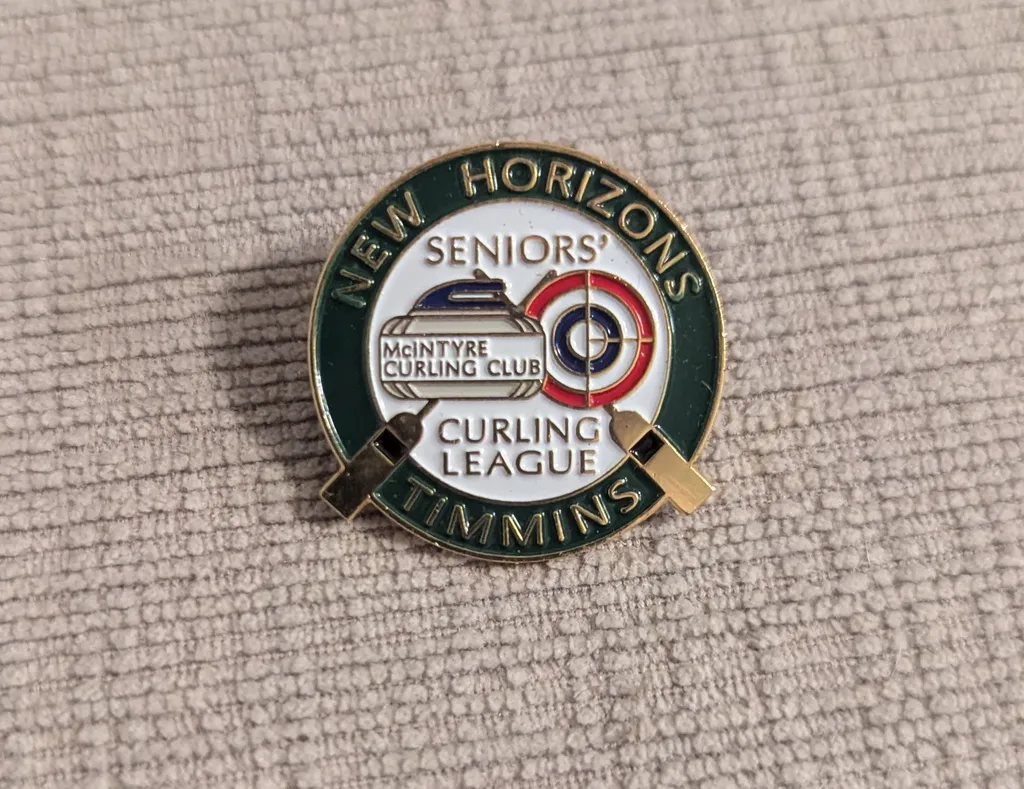 NEW HORIZONS
SENIORS'
McINTYRE
CURLING CLUB
CURLING
LEAGUE
TIMMINS